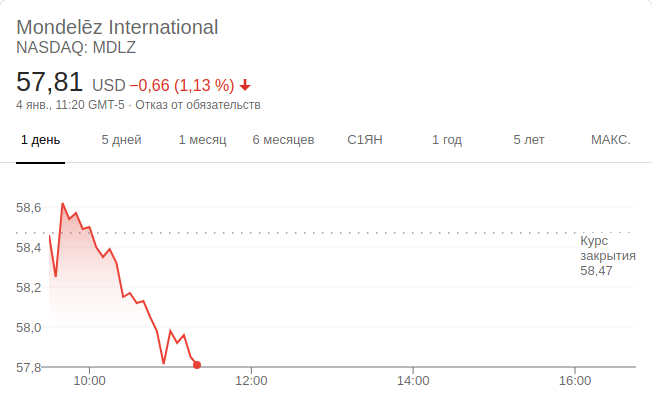 Mondelēz International
NASDAQ: MDLZ
57,81 USD −0,66 (1,13 %)
4 янв., 11:20 GMT-5 · Отказ от обязательств
1 день 5 дней 1 месяц 6 месяцев С1ЯН 1 год 5 лет МАКС.
58,6
58,4
58,2
58,0
57,8
Курс
закрытия
58,47
10:00 12:00 14:00 16:00